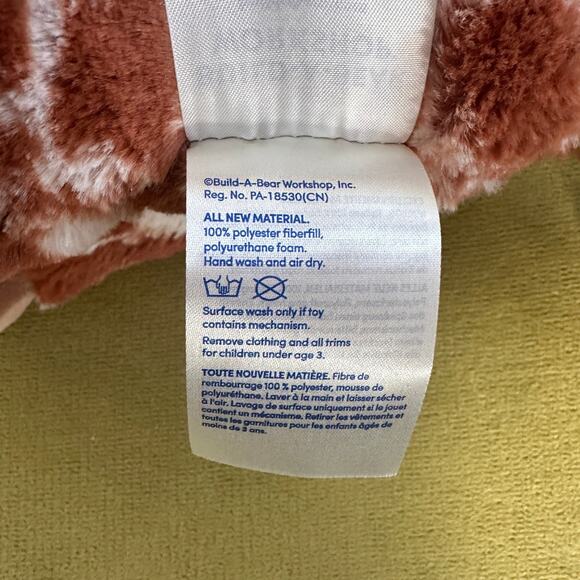 ©Build-A-Bear Workshop, Inc.
Reg. No. PA-18530(CN)
ALL NEW MATERIAL.
100% polyester fiberfill,
polyurethane foam.
Hand wash and air dry.
Surface wash only if toy
contains mechanism.
Remove clothing and all trims
for children under age 3.
TOUTE NOUVELLE MATIÈRE. Fibre de
rembourrage 100 % polyester, mousse de
polyuréthane. Laver à la main et laisser sécher
à l'air. Lavage de surface uniquement si le jouet
contient un mécanisme. Retirer les vêtements et
toutes les garnitures pour les enfants âgés de
moins de 3 ans.